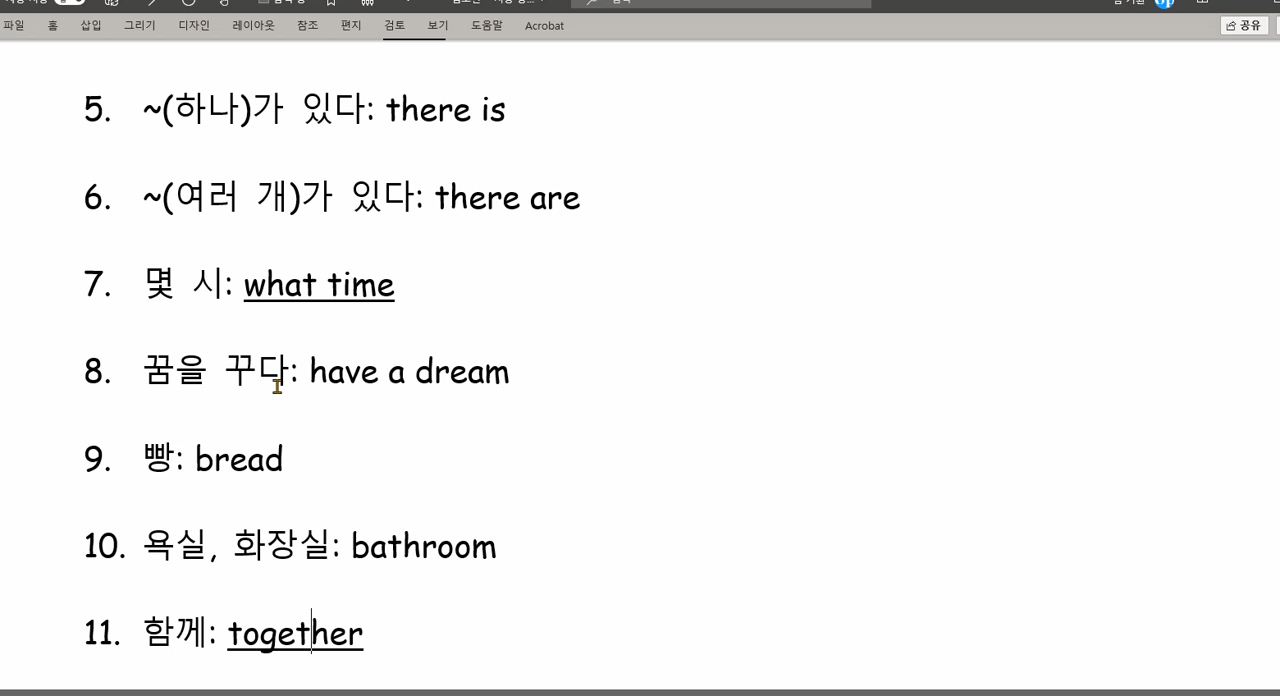 파일 홈 삽입 그리기 디자인 레이아웃 참조 편지 검토 보기 도움말 Acrobat 공유
5. ~(하나)가 있다: there is
6. ~(여러 개)가 있다: there are
7. 몇 시: what time
8. 꿈을 꾸다: have a dream
9. 빵: bread
10. 욕실, 화장실: bathroom
11. 함께: together